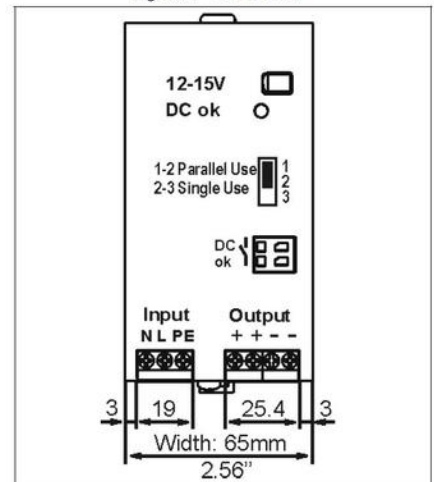 12-15V
DC ok
1-2 Parallel Use 1
2-3 Single Use 2
3
DC
ok
Input Output
N L PE + + - -
3 19 25.4 3
Width: 65mm
2.56"